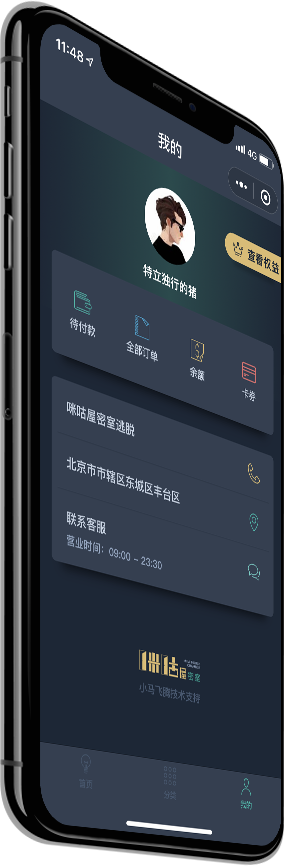 11:48
4G
我的
查看权益
特立独行的猪
待付款
全部订单
余额
卡券
咪咕屋密室逃脱
北京市市辖区东城区丰台区
联系客服
营业时间：09:00 ~ 23:30
咪咕屋密室
小马飞腾技术支持
首页
分类
我的